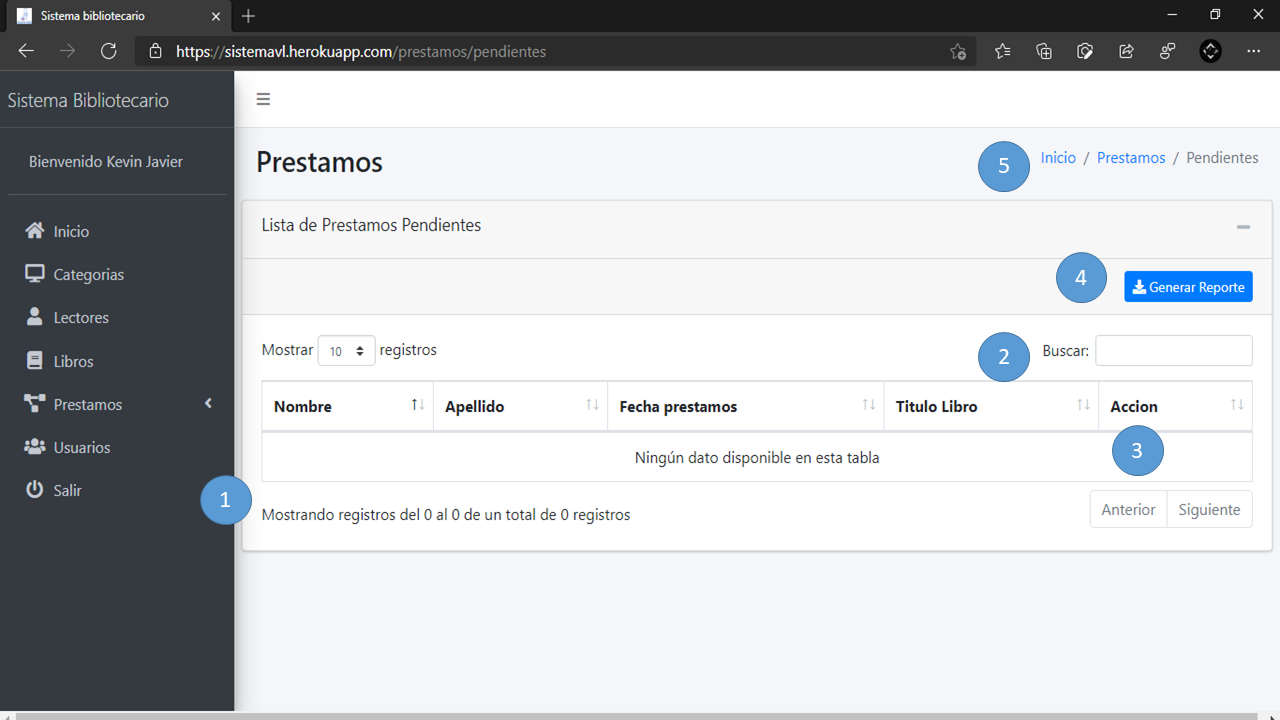 Sistema bibliotecario
https://sistemavl.herokuapp.com/prestamos/pendientes
Sistema Bibliotecario
Bienvenido Kevin Javier
Inicio
Categorias
Lectores
Libros
Prestamos
Usuarios
Salir
1
Prestamos
5
Inicio / Prestamos / Pendientes
Lista de Prestamos Pendientes
4
Generar Reporte
Mostrar 10 registros
2
Buscar:
Nombre Apellido Fecha prestamos Titulo Libro Accion
3
Ningún dato disponible en esta tabla
Mostrando registros del 0 al 0 de un total de 0 registros
Anterior Siguiente